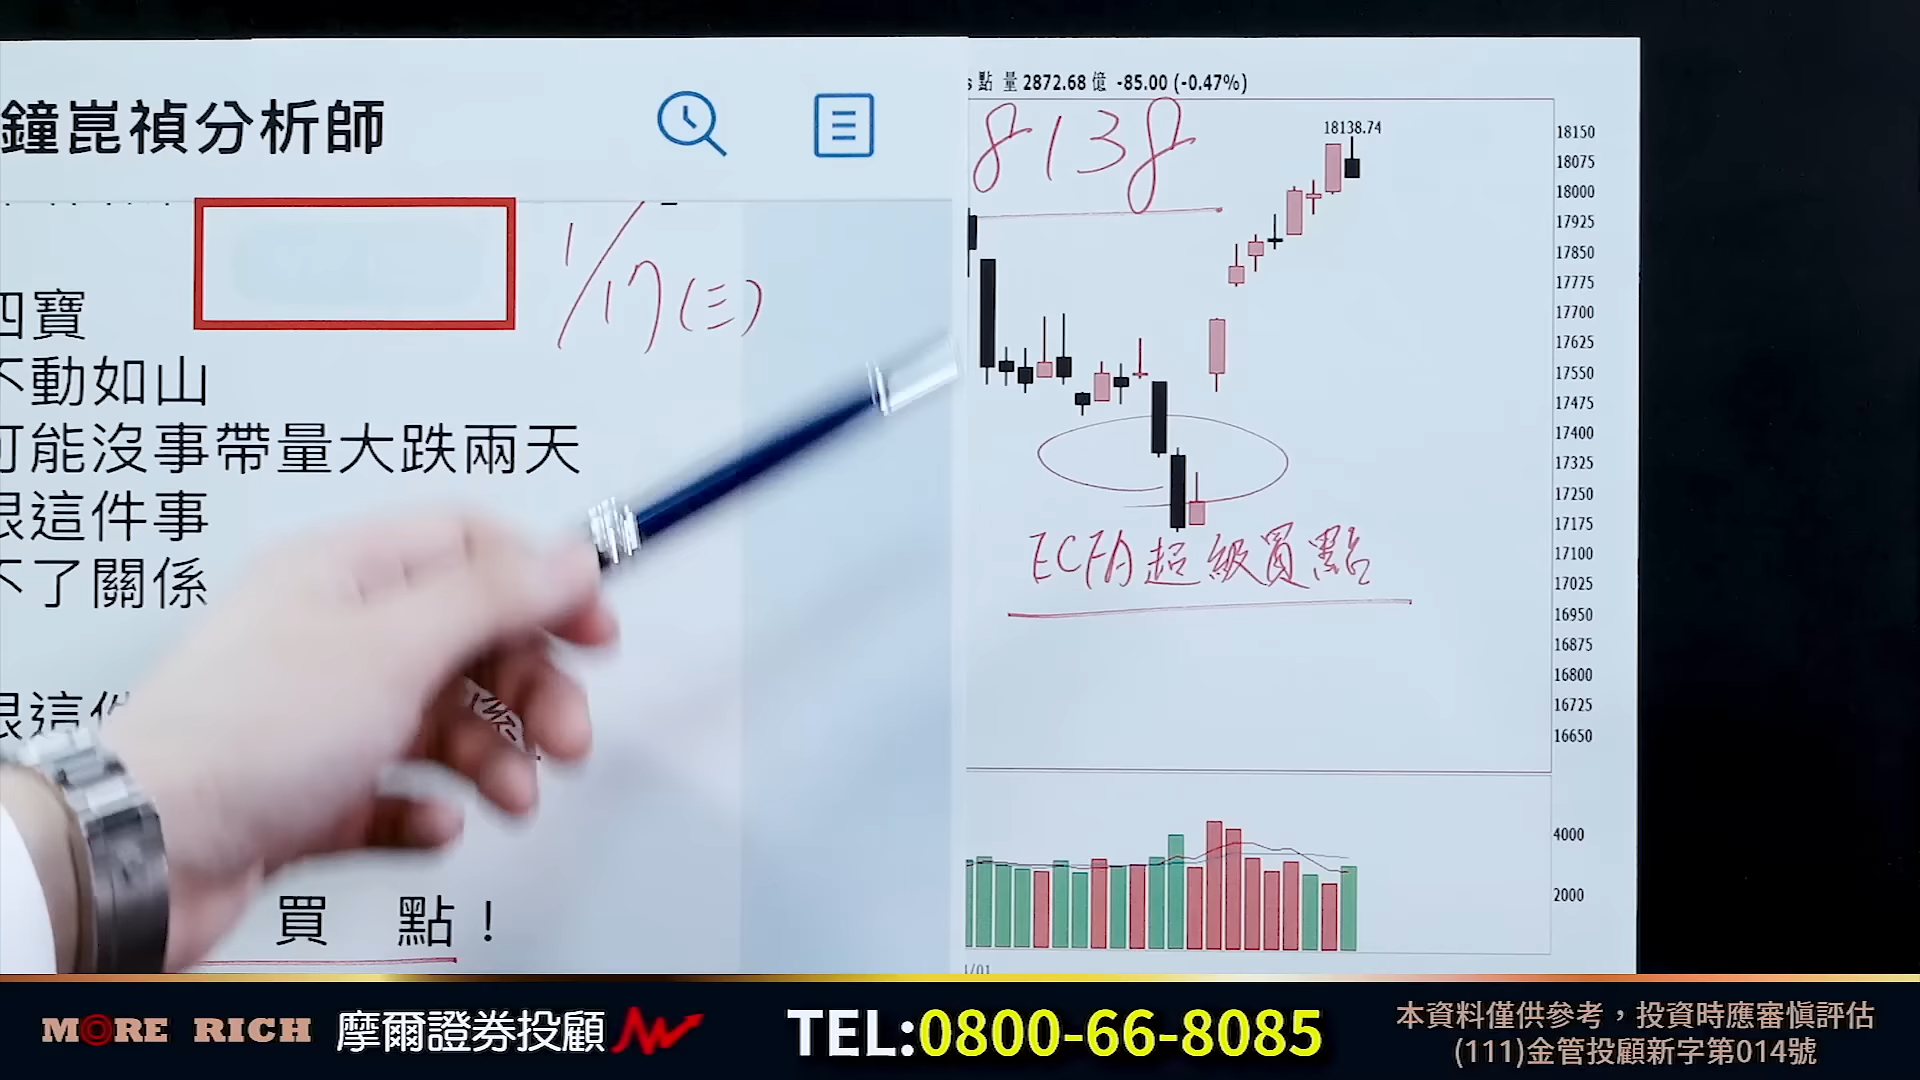 鐘崑禎分析師
1/17(三)
四寶
不動如山
可能沒事帶量大跌兩天
跟這件事
不了關係
跟這件
買 點!
點 量 2872.68 億 -85.00 (-0.47%)
8138
18138.74
ECFA超級買點
18150
18075
18000
17925
17850
17775
17700
17625
17550
17475
17400
17325
17250
17175
17100
17025
16950
16875
16800
16725
16650
4000
2000
1/01
MORE RICH 摩爾證券投顧
TEL:0800-66-8085
本資料僅供參考,投資時應審慎評估
(111)金管投顧新字第014號